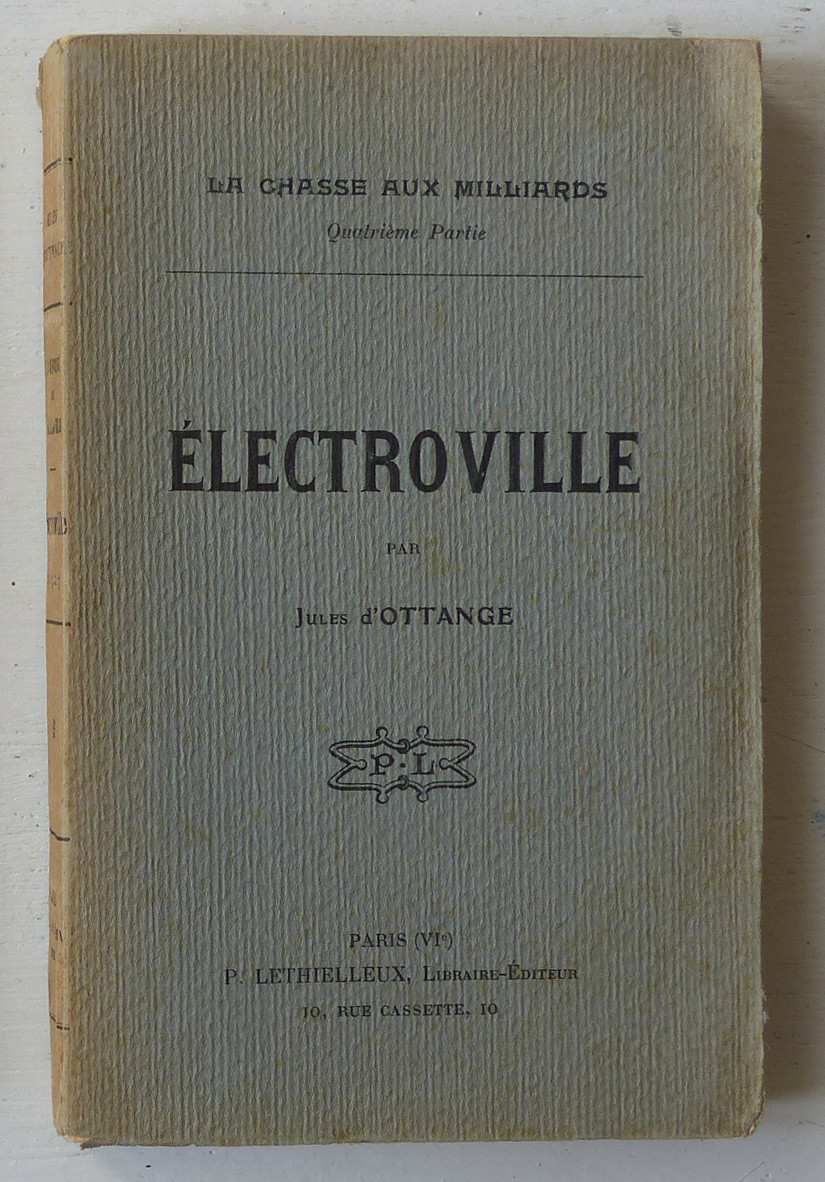 LA CHASSE AUX MILLIARDS
Quatrième Partie
ÉLECTROVILLE
PAR
JULES d'OTTANGE
P·L
PARIS (VIe)
P. LETHIELLEUX, LIBRAIRE-ÉDITEUR
10, RUE CASSETTE, 10